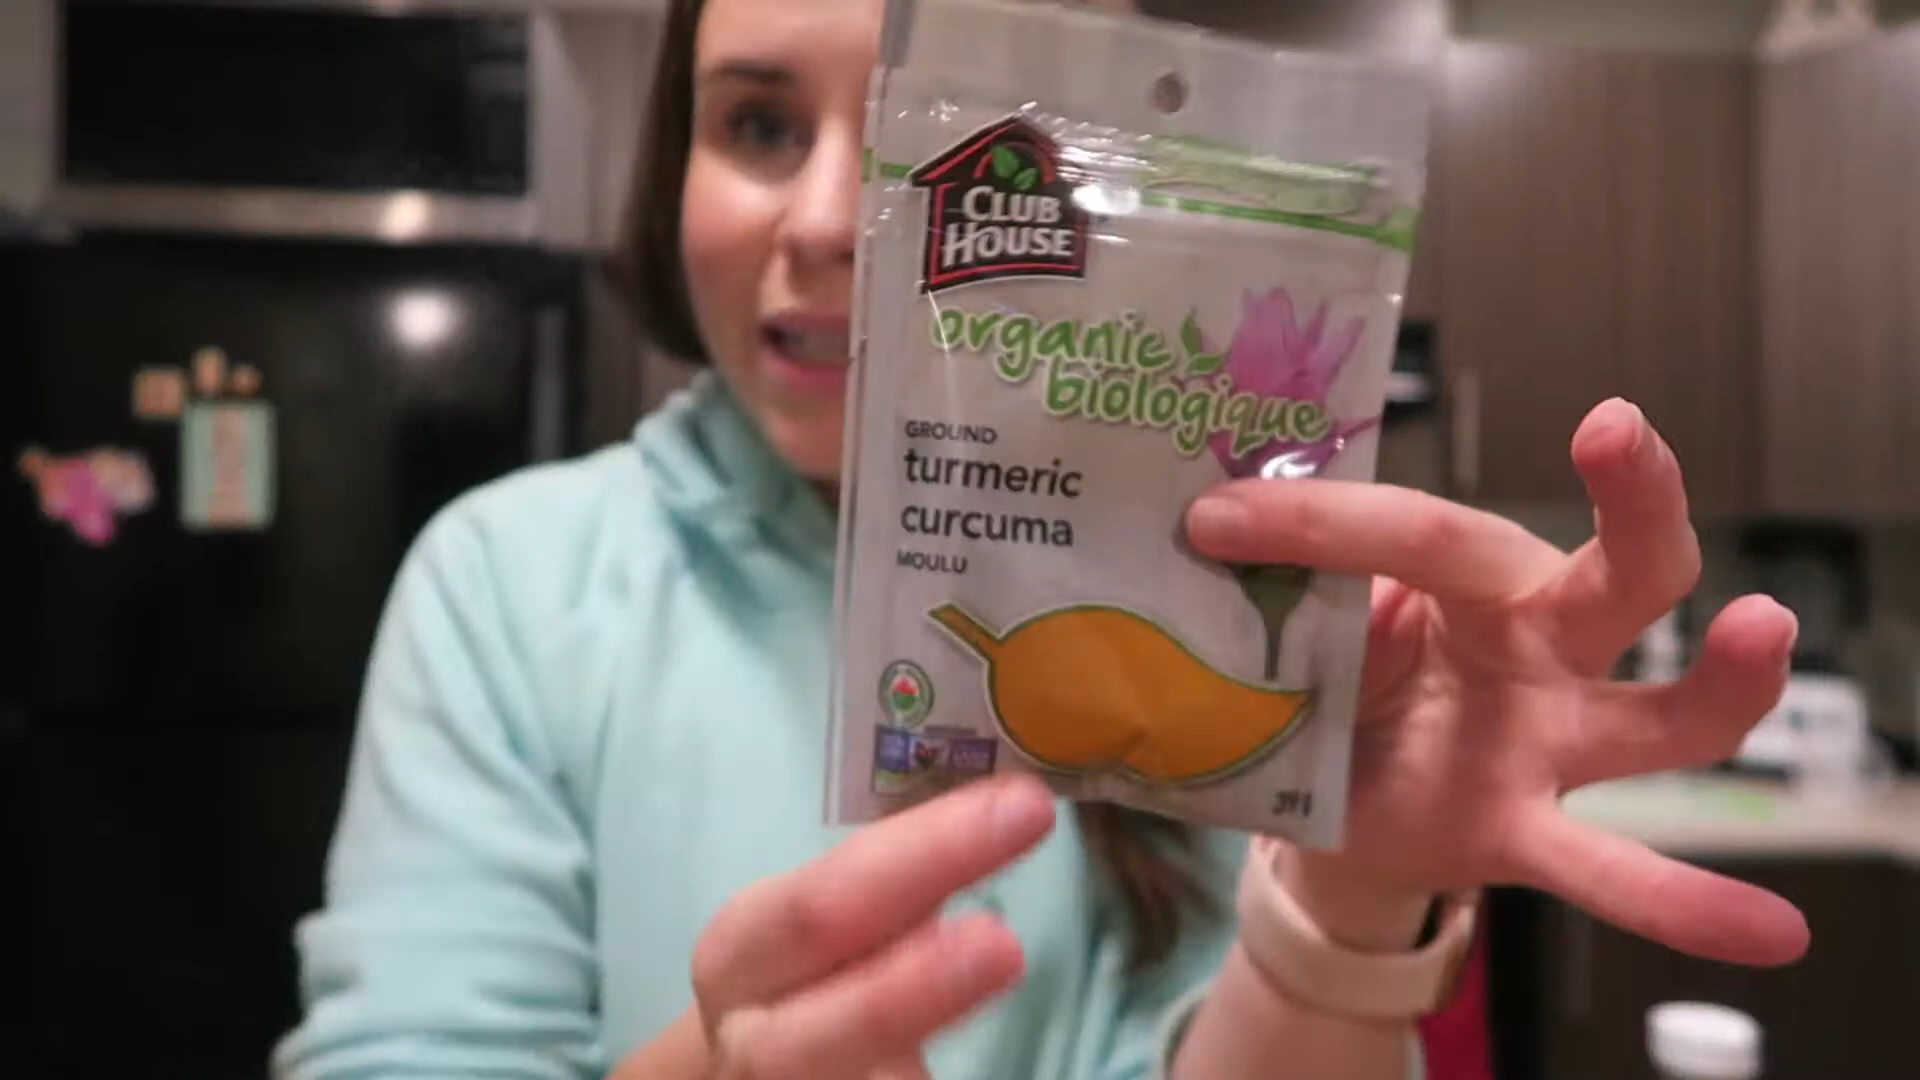 CLUB
HOUSE
organic
biologique
GROUND
turmeric
curcuma
MOULU